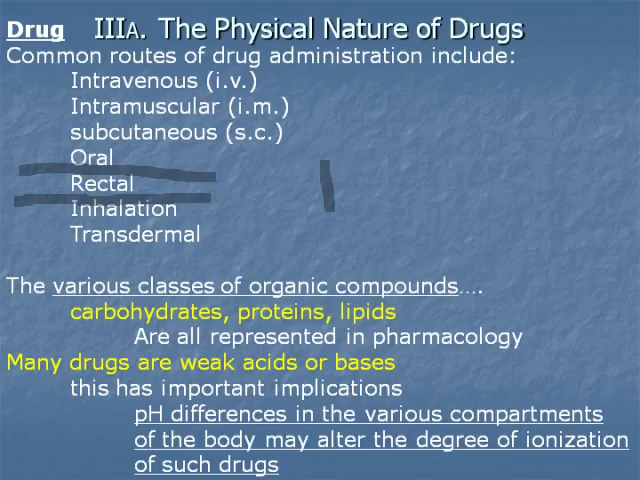 Drug IIIA. The Physical Nature of Drugs
Common routes of drug administration include:
Intravenous (i.v.)
Intramuscular (i.m.)
subcutaneous (s.c.)
Oral
Rectal
Inhalation
Transdermal
The various classes of organic compounds….
carbohydrates, proteins, lipids
Are all represented in pharmacology
Many drugs are weak acids or bases
this has important implications
pH differences in the various compartments
of the body may alter the degree of ionization
of such drugs